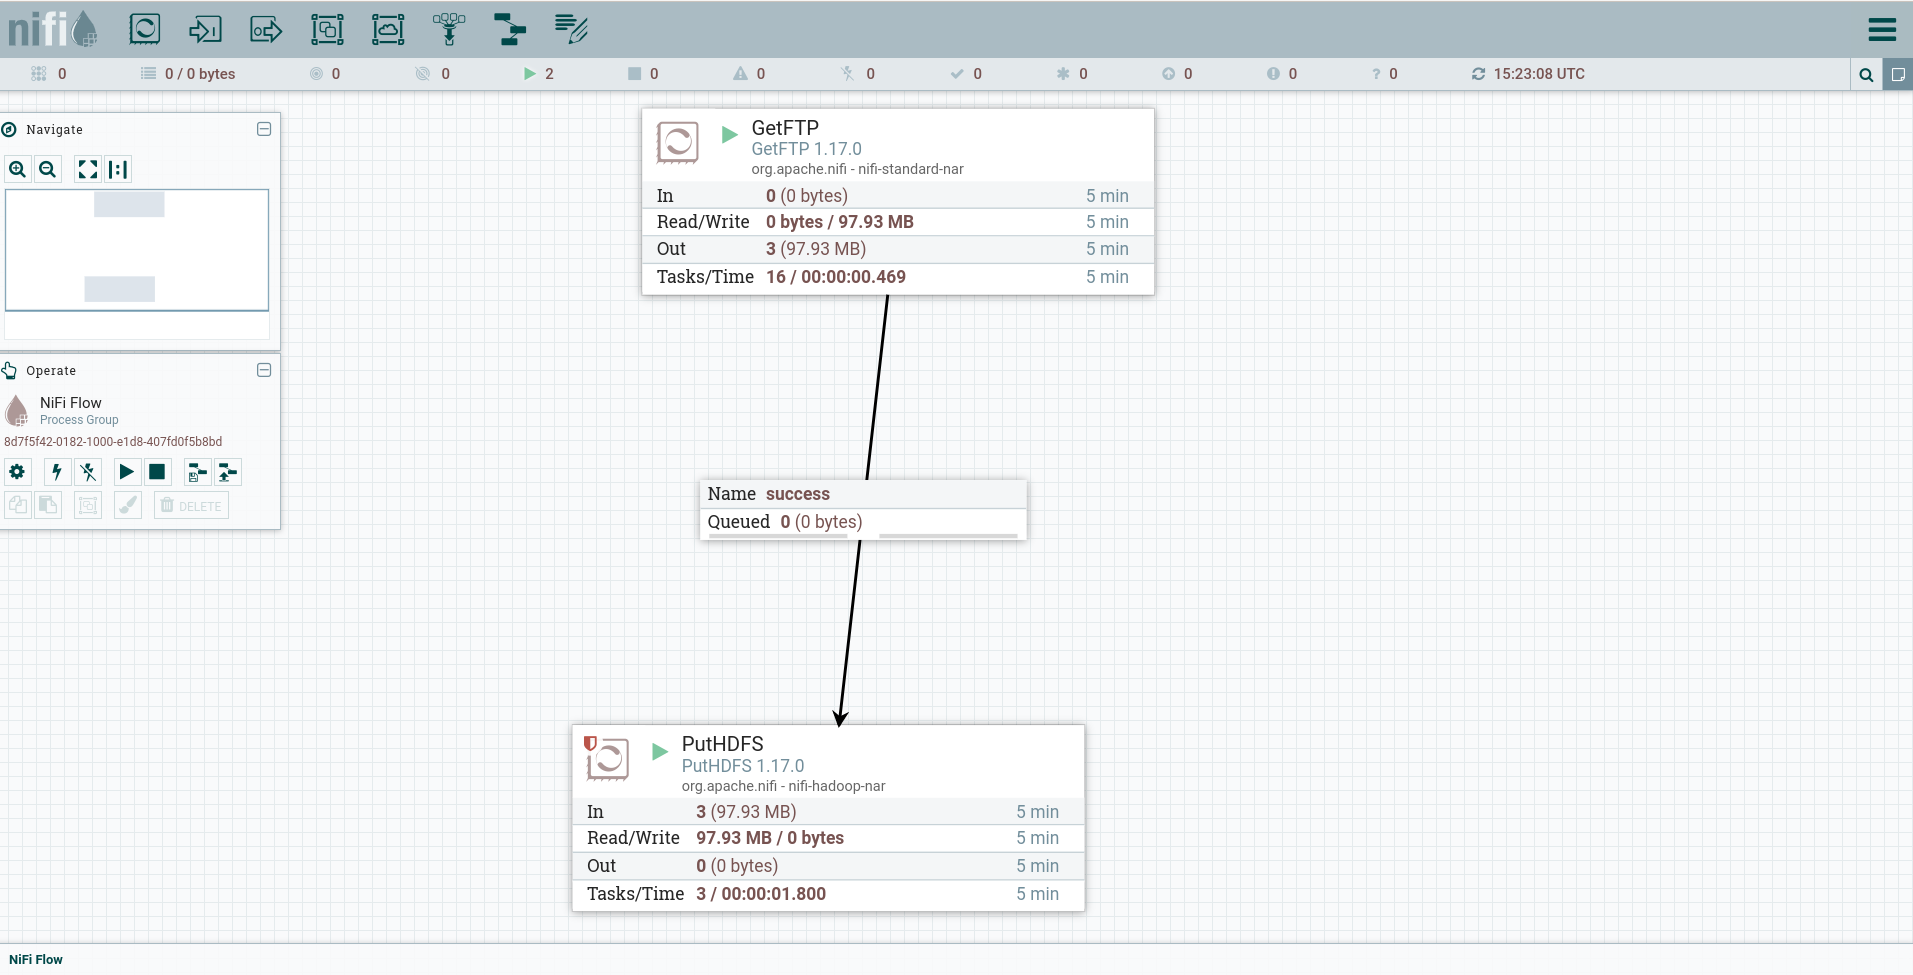 nifi
0 0 / 0 bytes 0 0 2 0 0 0 0 0 0 0 ? 0 15:23:08 UTC
Navigate
Operate
NiFi Flow
Process Group
8d7f5f42-0182-1000-e1d8-407fd0f5b8bd
DELETE
GetFTP
GetFTP 1.17.0
org.apache.nifi - nifi-standard-nar
In 0 (0 bytes) 5 min
Read/Write 0 bytes / 97.93 MB 5 min
Out 3 (97.93 MB) 5 min
Tasks/Time 16 / 00:00:00.469 5 min
Name success
Queued 0 (0 bytes)
PutHDFS
PutHDFS 1.17.0
org.apache.nifi - nifi-hadoop-nar
In 3 (97.93 MB) 5 min
Read/Write 97.93 MB / 0 bytes 5 min
Out 0 (0 bytes) 5 min
Tasks/Time 3 / 00:00:01.800 5 min
NiFi Flow